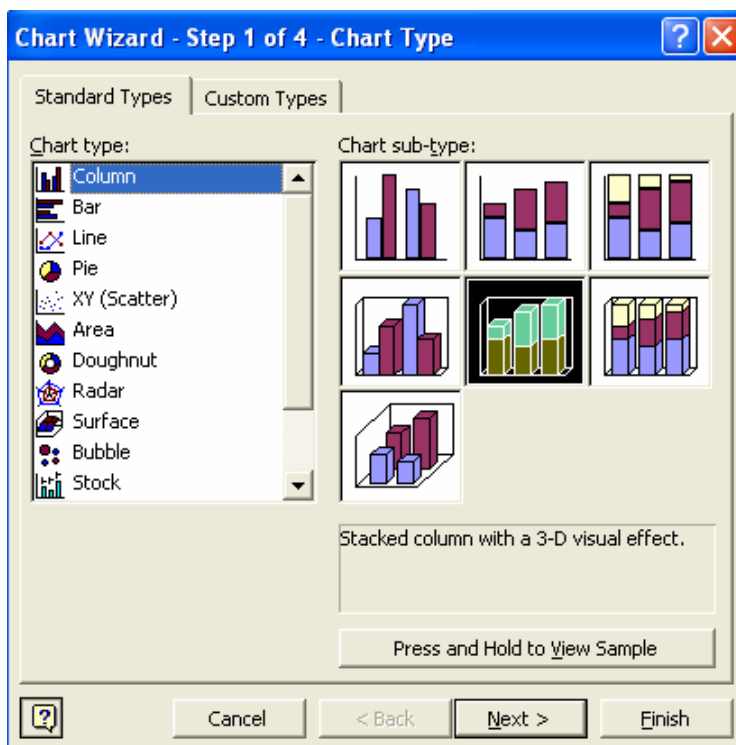 Chart Wizard - Step 1 of 4 - Chart Type
Standard Types
Custom Types
Chart type:
Column
Bar
Line
Pie
XY (Scatter)
Area
Doughnut
Radar
Surface
Bubble
Stock
Chart sub-type:
Stacked column with a 3-D visual effect.
Press and Hold to View Sample
Cancel
< Back
Next >
Finish